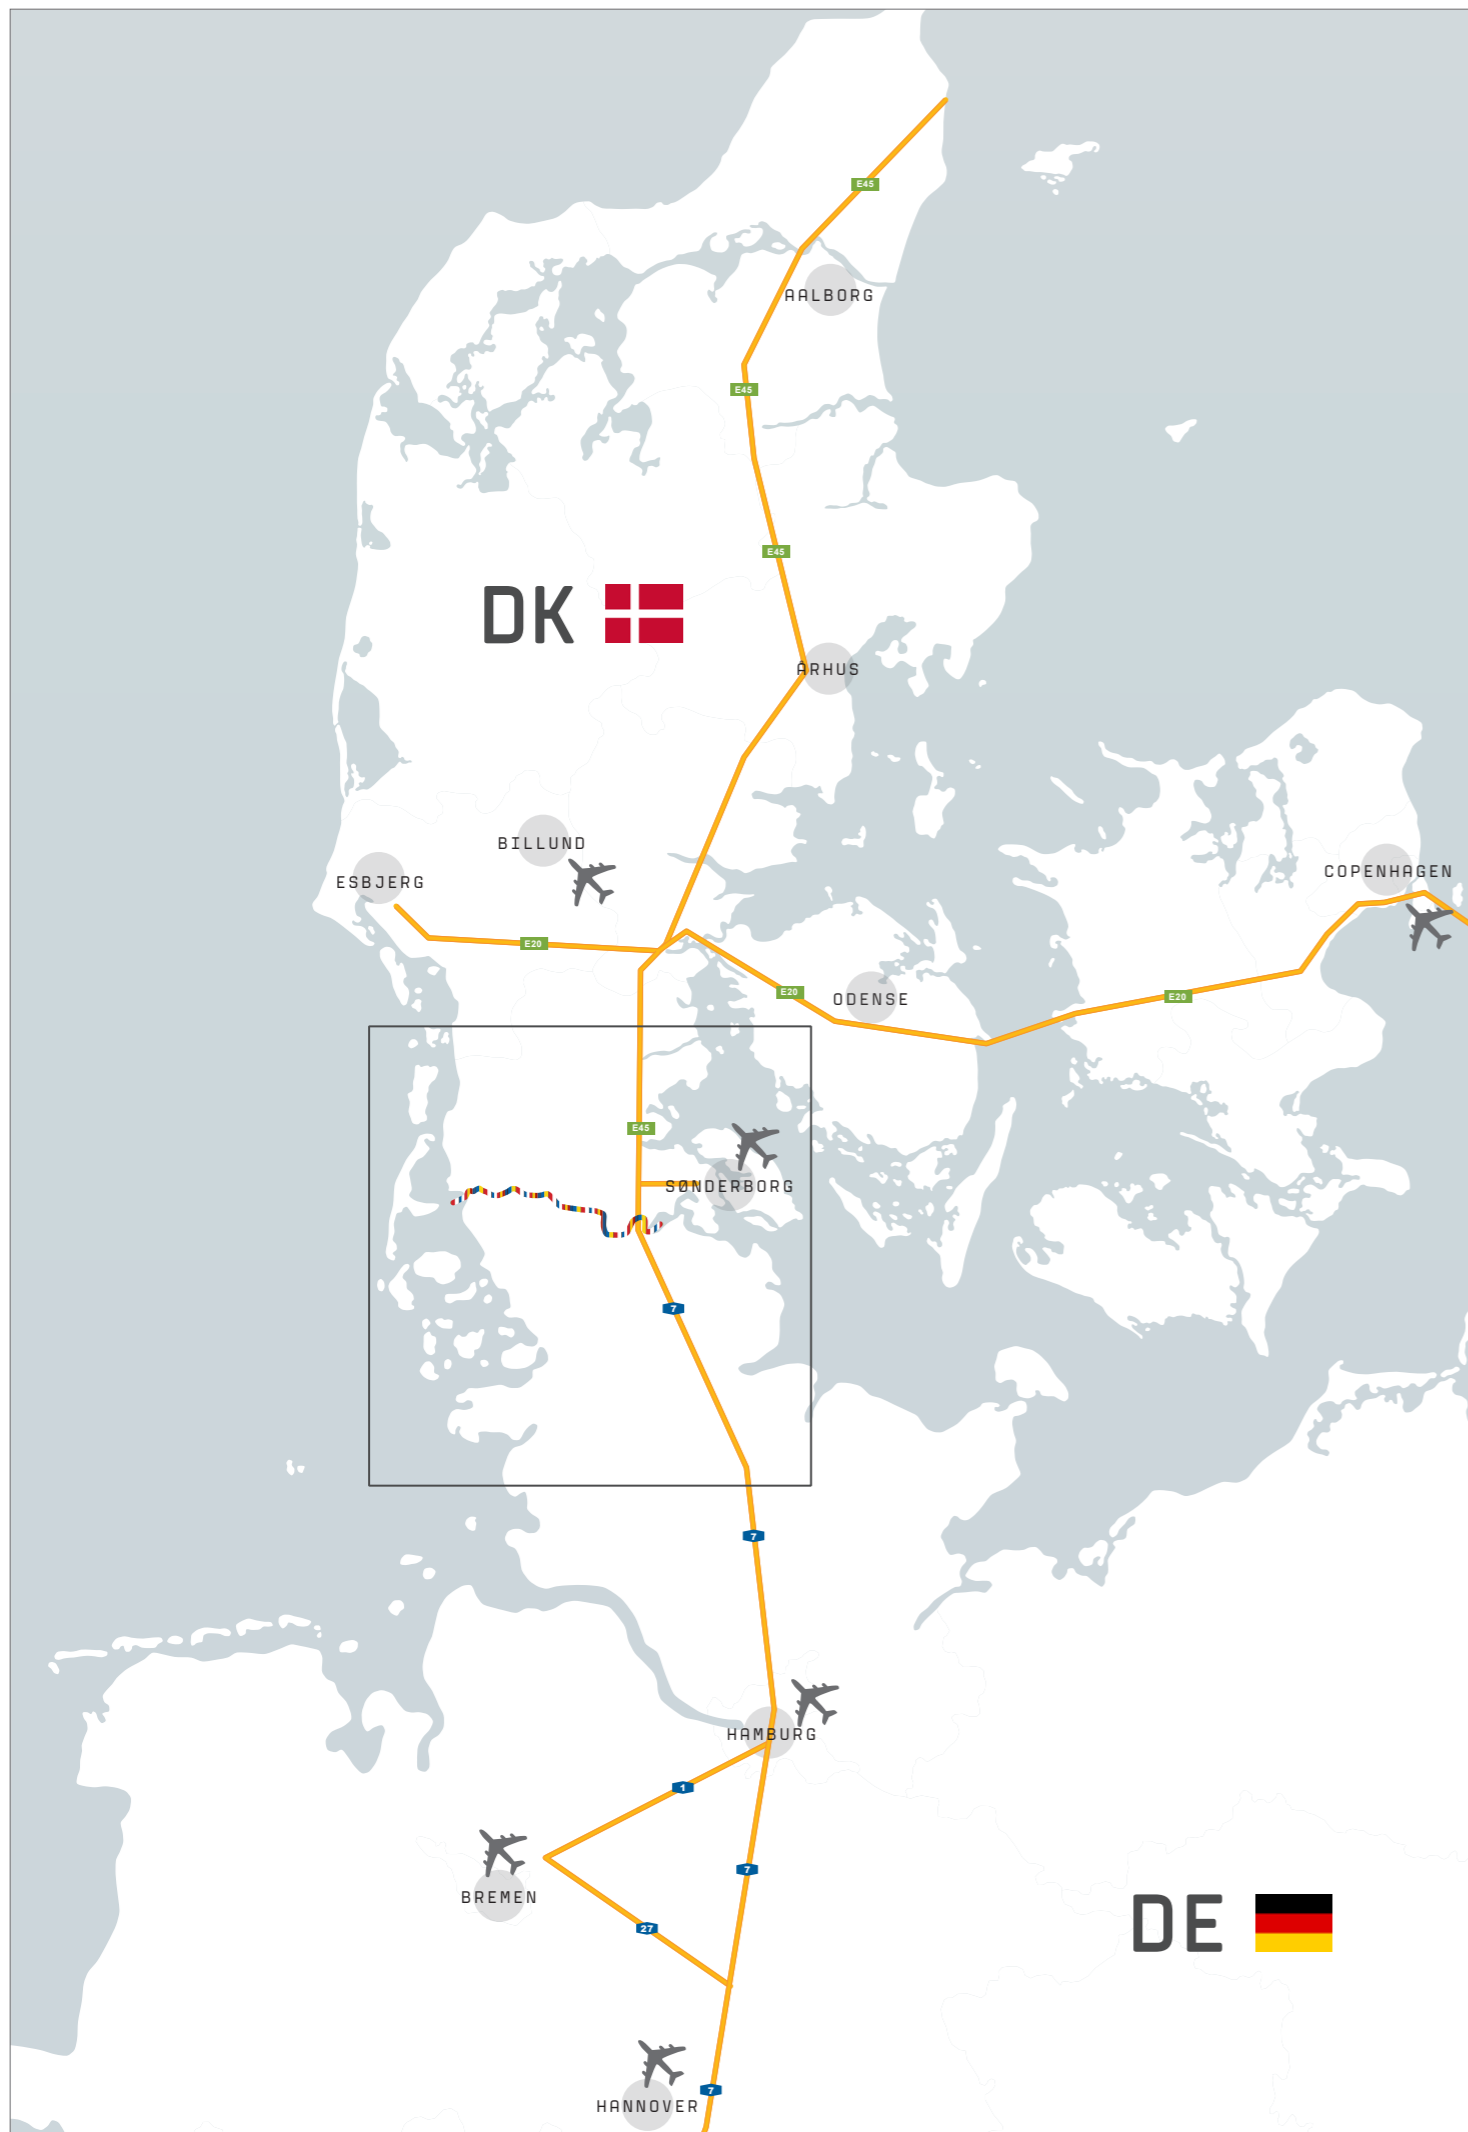 E45
AALBORG
E45
E45
DK
ÅRHUS
BILLUND
ESBJERG
COPENHAGEN
E20
E20
ODENSE
E20
E45
SØNDERBORG
7
7
HAMBURG
1
7
BREMEN
27
DE
7
HANNOVER